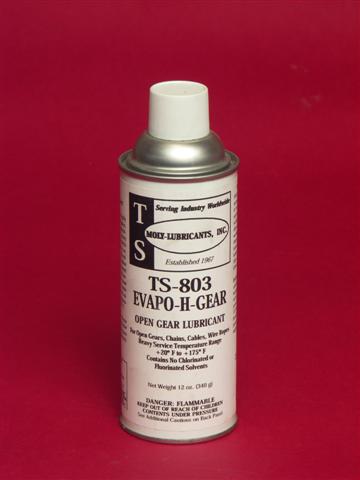 Serving Industry Worldwide
TS
MOLY-LUBRICANTS, INC.
Established 1967
TS-803
EVAPO-H-GEAR
OPEN GEAR LUBRICANT
For Open Gears, Chains, Cables, Wire Ropes
Heavy Service Temperature Range
+20° F to +175° F
Contains No Chlorinated or
Fluorinated Solvents
Net Weight 12 oz. (340 g)
DANGER: FLAMMABLE
KEEP OUT OF REACH OF CHILDREN
CONTENTS UNDER PRESSURE
See Additional Cautions on Back Panel